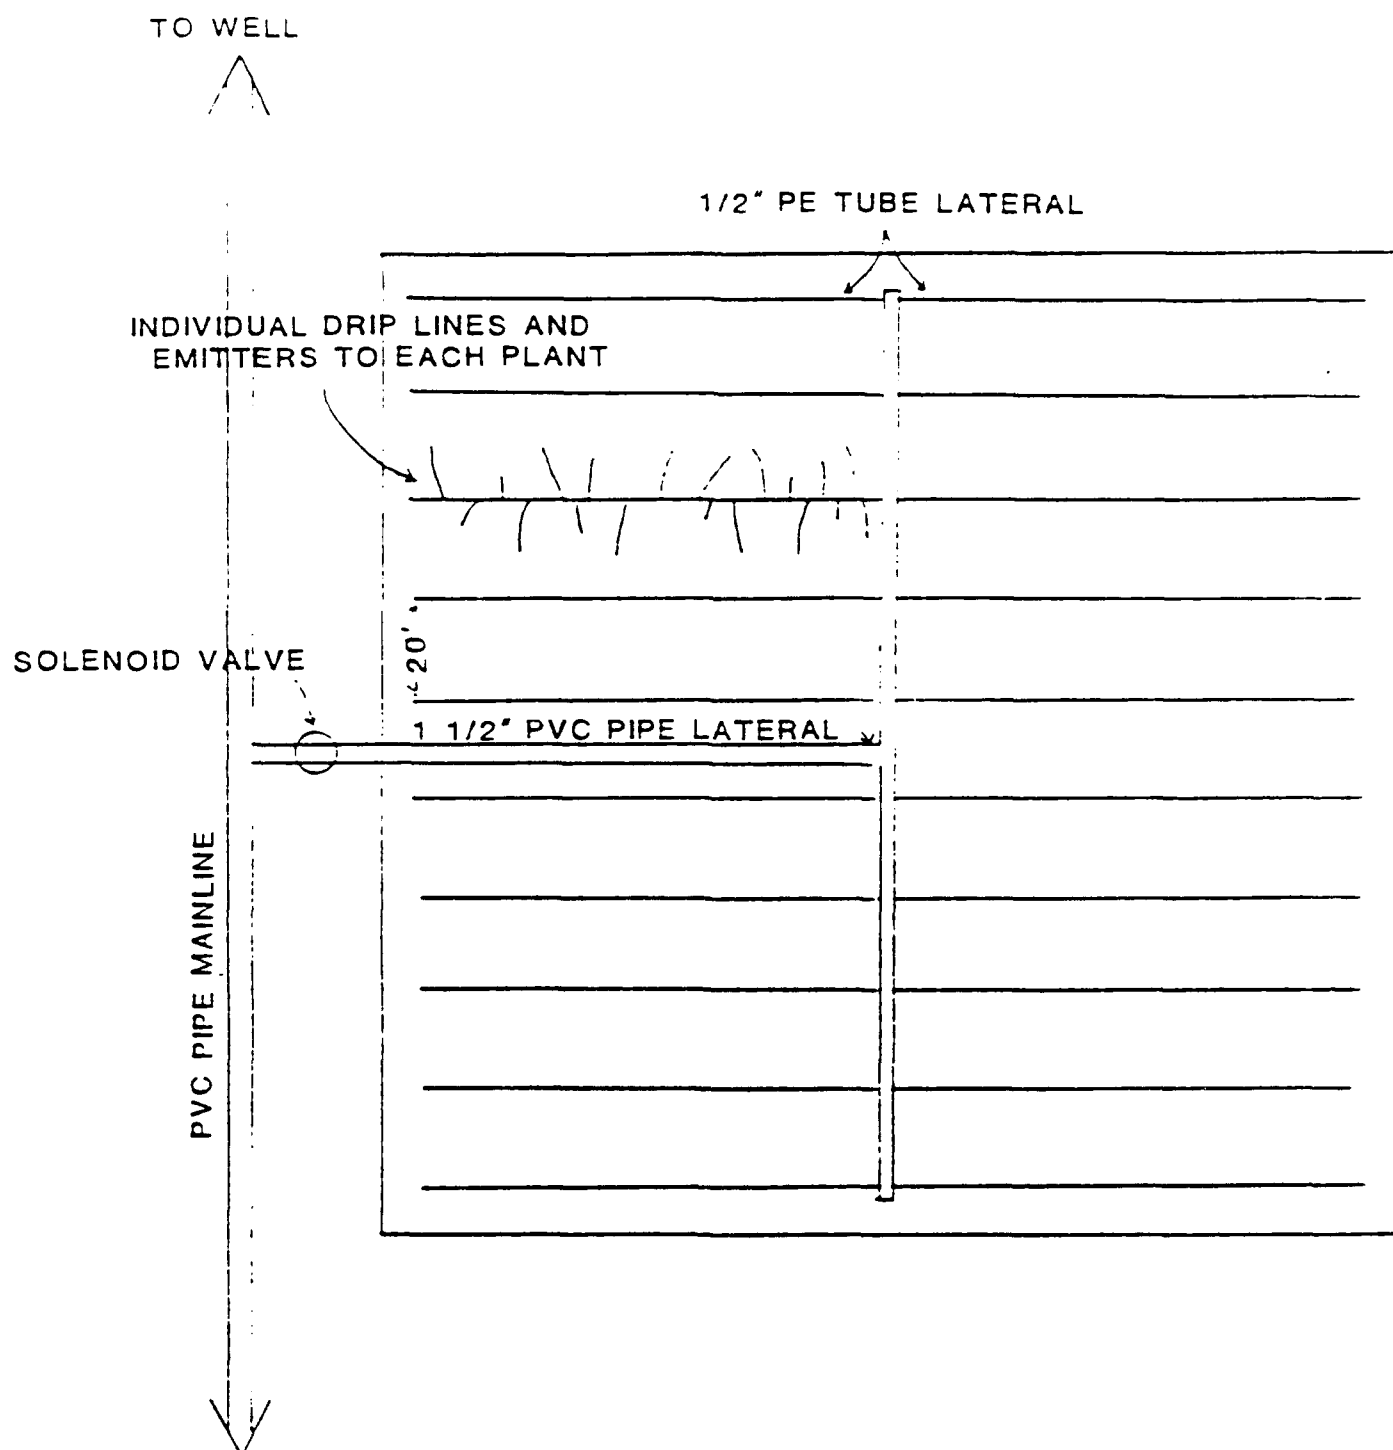 TO WELL
1/2" PE TUBE LATERAL
INDIVIDUAL DRIP LINES AND
EMITTERS TO EACH PLANT
20'
SOLENOID VALVE
1 1/2" PVC PIPE LATERAL
PVC PIPE MAINLINE